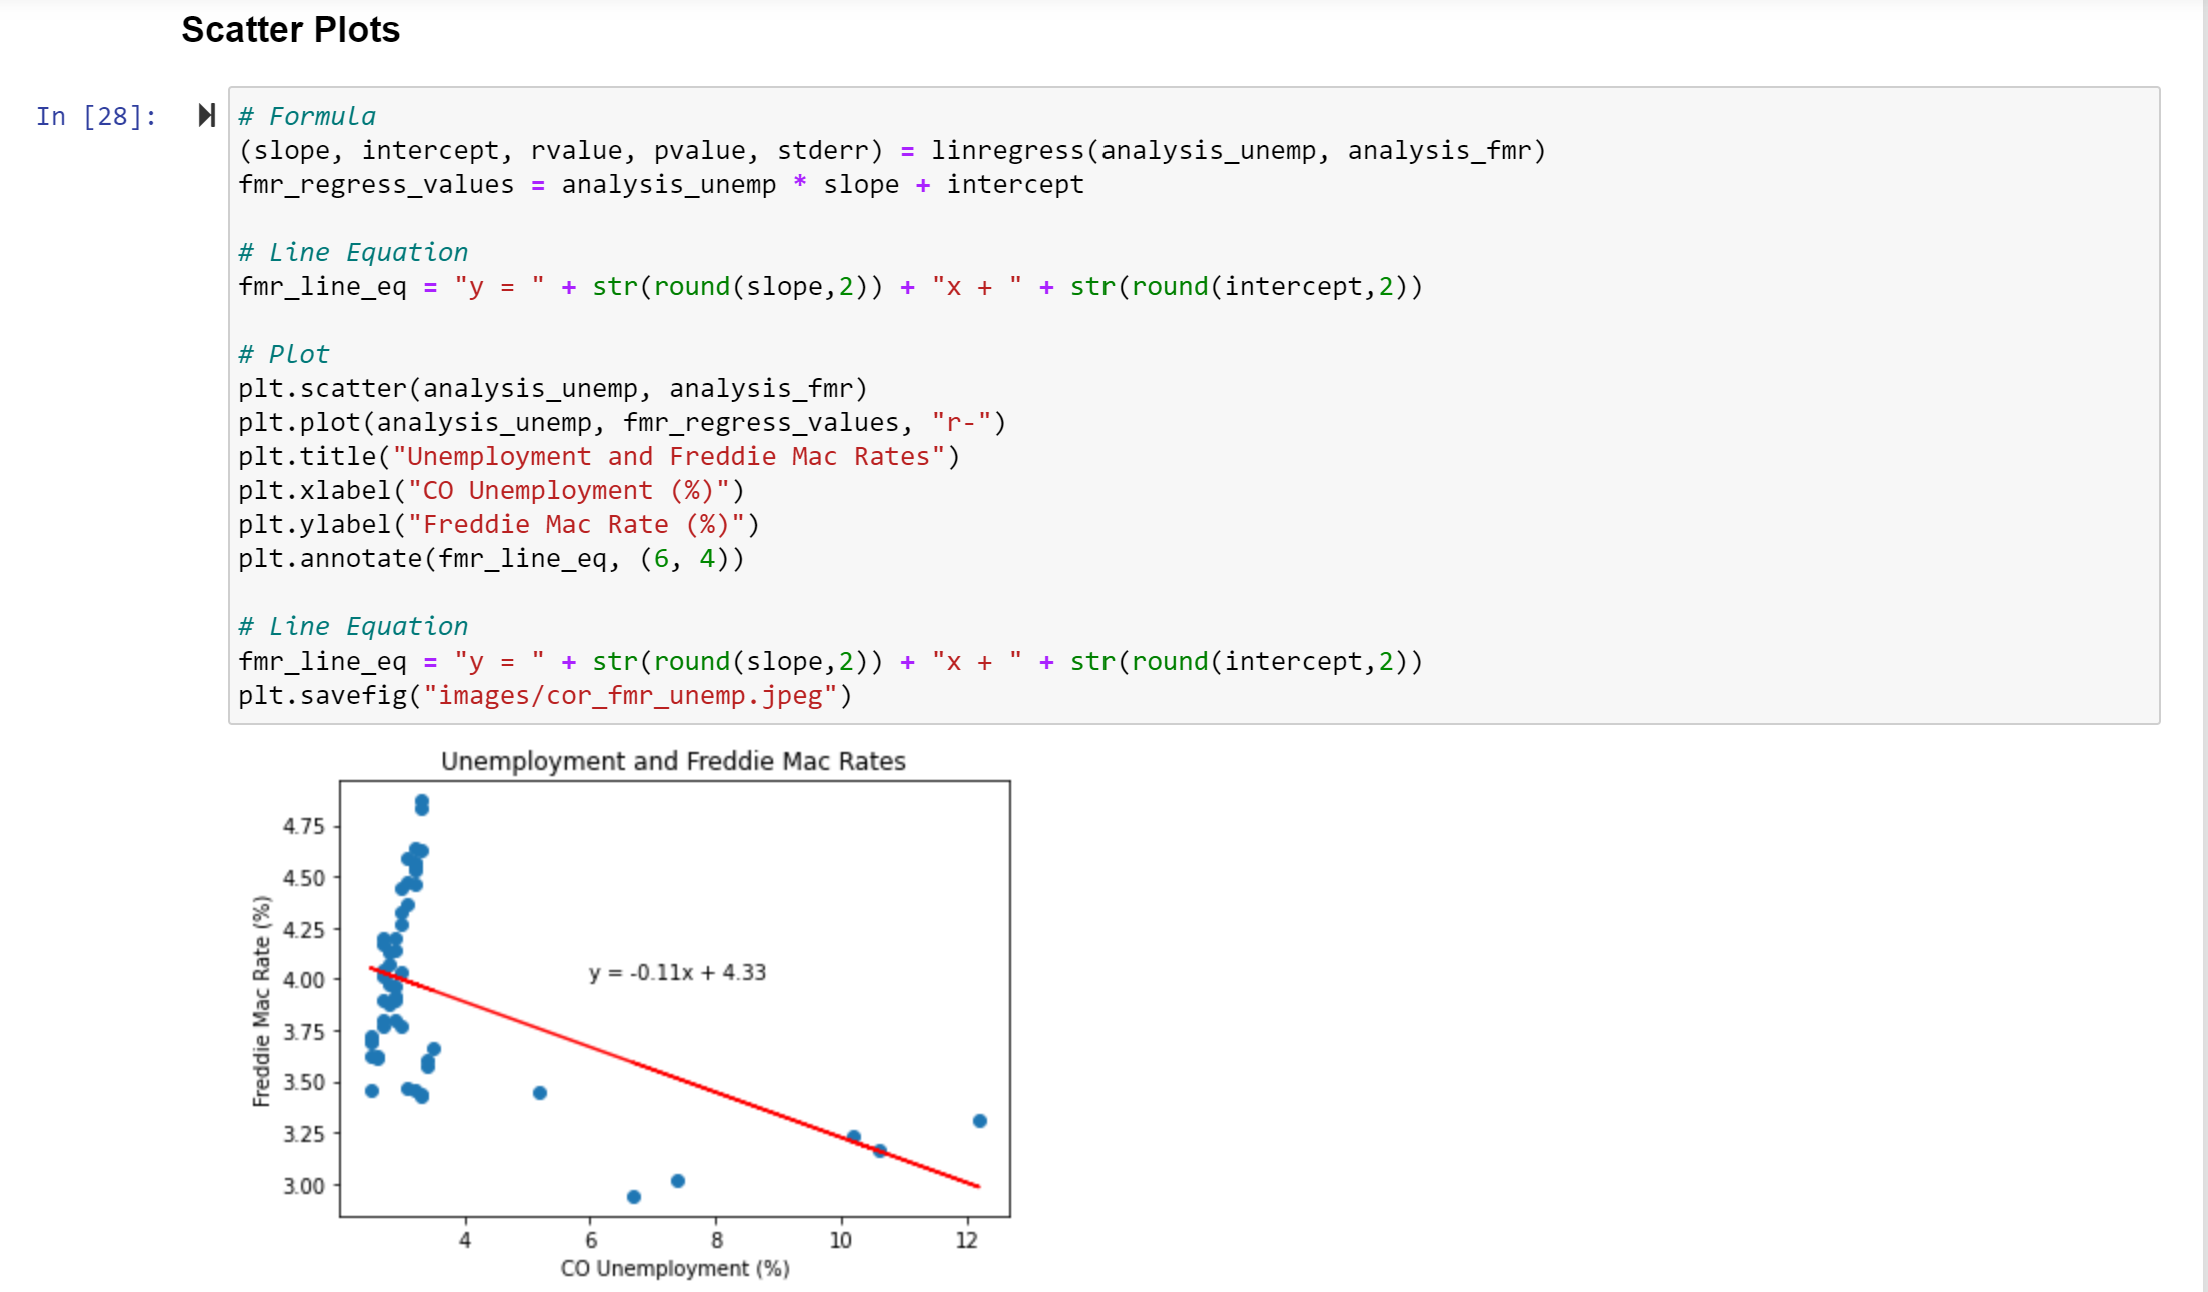 Scatter Plots
In [28]:
# Formula
(slope, intercept, rvalue, pvalue, stderr) = linregress(analysis_unemp, analysis_fmr)
fmr_regress_values = analysis_unemp * slope + intercept
# Line Equation
fmr_line_eq = "y = " + str(round(slope,2)) + "x + " + str(round(intercept,2))
# Plot
plt.scatter(analysis_unemp, analysis_fmr)
plt.plot(analysis_unemp, fmr_regress_values, "r-")
plt.title("Unemployment and Freddie Mac Rates")
plt.xlabel("CO Unemployment (%)")
plt.ylabel("Freddie Mac Rate (%)")
plt.annotate(fmr_line_eq, (6, 4))
# Line Equation
fmr_line_eq = "y = " + str(round(slope,2)) + "x + " + str(round(intercept,2))
plt.savefig("images/cor_fmr_unemp.jpeg")
Unemployment and Freddie Mac Rates
Freddie Mac Rate (%)
4.75
4.50
4.25
4.00
3.75
3.50
3.25
3.00
y = -0.11x + 4.33
4 6 8 10 12
CO Unemployment (%)